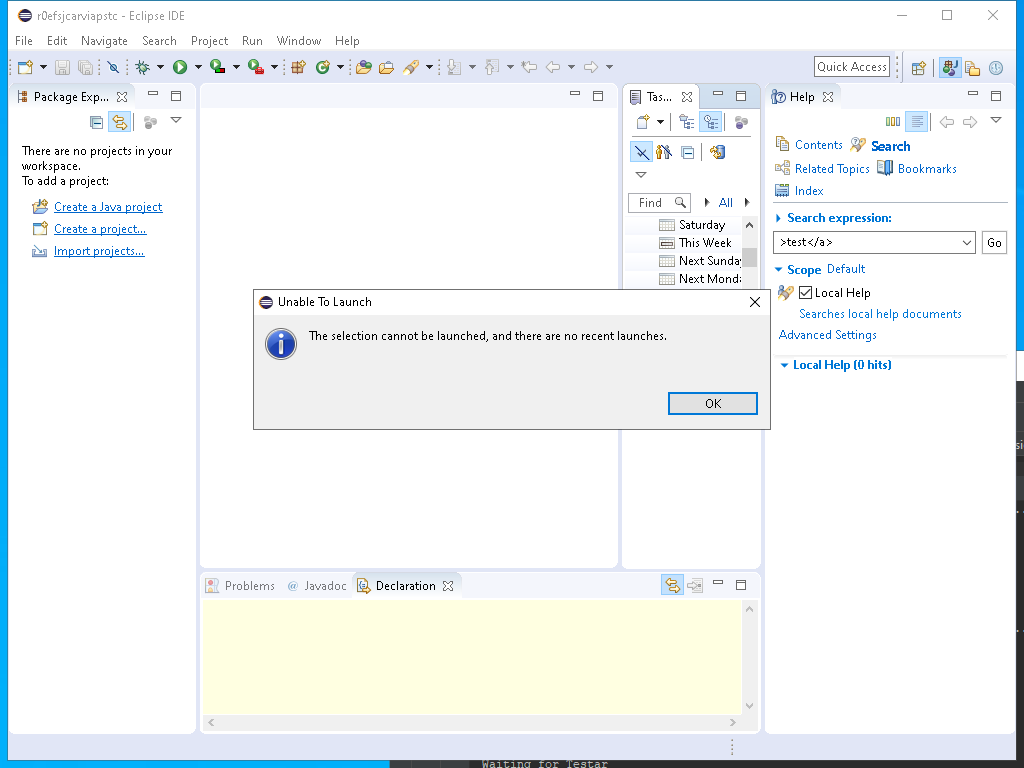 r0efsjcarviapstc - Eclipse IDE
File Edit Navigate Search Project Run Window Help
Quick Access
Package Exp...
There are no projects in your
workspace.
To add a project:
Create a Java project
Create a project...
Import projects...
Tas...
Find
All
Saturday
This Week
Next Sunday
Next Mond
Help
Contents Search
Related Topics Bookmarks
Index
Search expression:
>test</a>
Go
Scope Default
Local Help
Searches local help documents
Advanced Settings
Local Help (0 hits)
Unable To Launch
The selection cannot be launched, and there are no recent launches.
OK
Problems @ Javadoc Declaration
Waiting for Testar